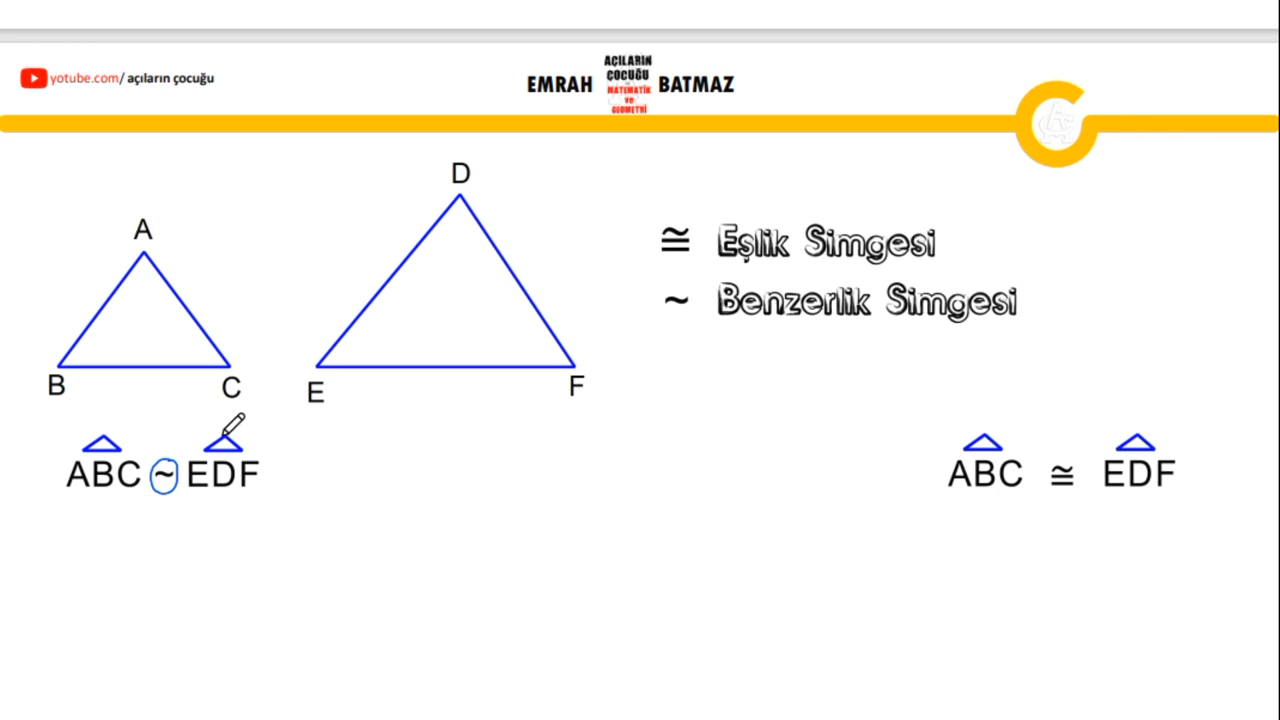 yotube.com/ açıların çocuğu
EMRAH
AÇILARIN
ÇOCUĞU
MATEMATİK
ve
GEOMETRİ
BATMAZ
D
A
≅ Eşlik Simgesi
~ Benzerlik Simgesi
B
C
E
F
ABC ~ EDF
ABC ≅ EDF